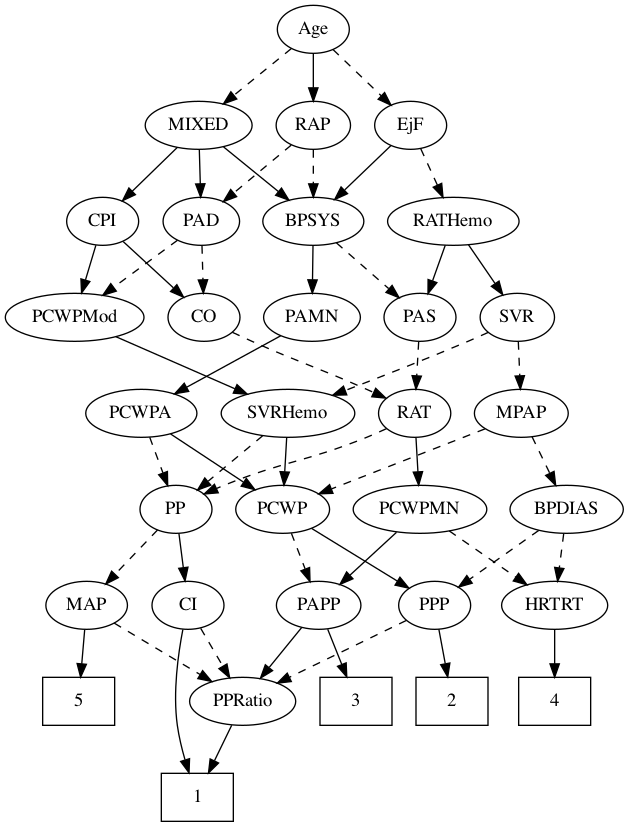 Age
MIXED
RAP
EjF
CPI
PAD
BPSYS
RATHemo
PCWPMod
CO
PAMN
PAS
SVR
PCWPA
SVRHemo
RAT
MPAP
PP
PCWP
PCWPMN
BPDIAS
MAP
CI
PAPP
PPP
HRTRT
5
PPRatio
3
2
4
1